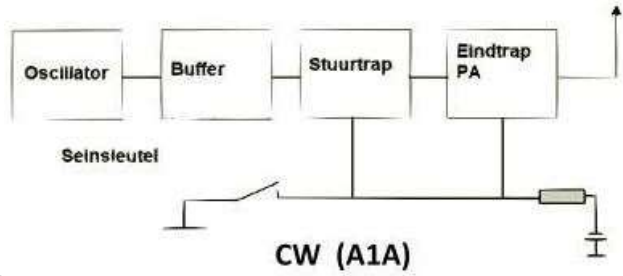 Oscillator
Buffer
Stuurtrap
Eindtrap
PA
Seinsleutel
CW (A1A)